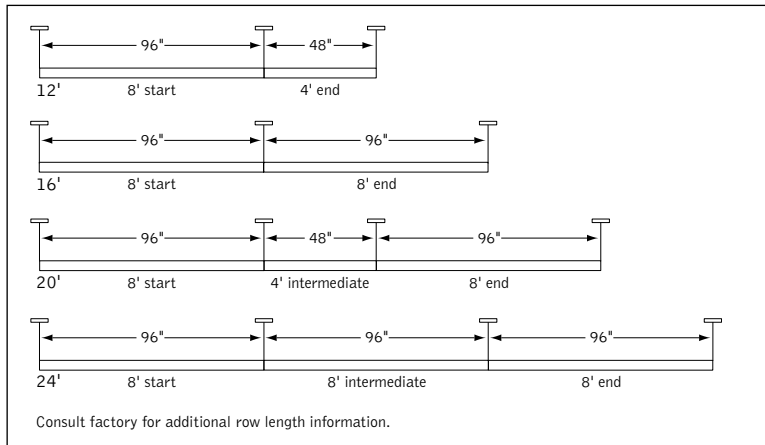 96" 48"
12' 8' start 4' end
96" 96"
16' 8' start 8' end
96" 48" 96"
20' 8' start 4' intermediate 8' end
96" 96" 96"
24' 8' start 8' intermediate 8' end
Consult factory for additional row length information.